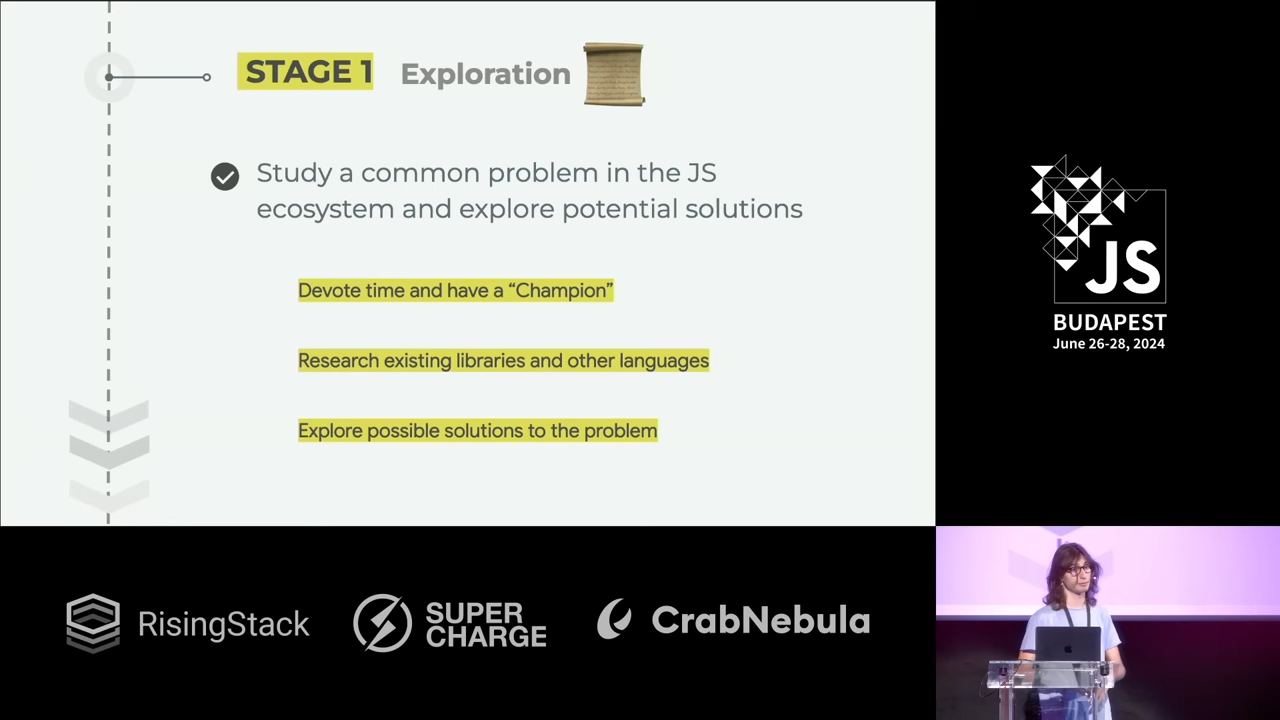 STAGE 1 Exploration
Study a common problem in the JS
ecosystem and explore potential solutions
Devote time and have a “Champion”
Research existing libraries and other languages
Explore possible solutions to the problem
JS
BUDAPEST
June 26-28, 2024
RisingStack
SUPER
CHARGE
CrabNebula